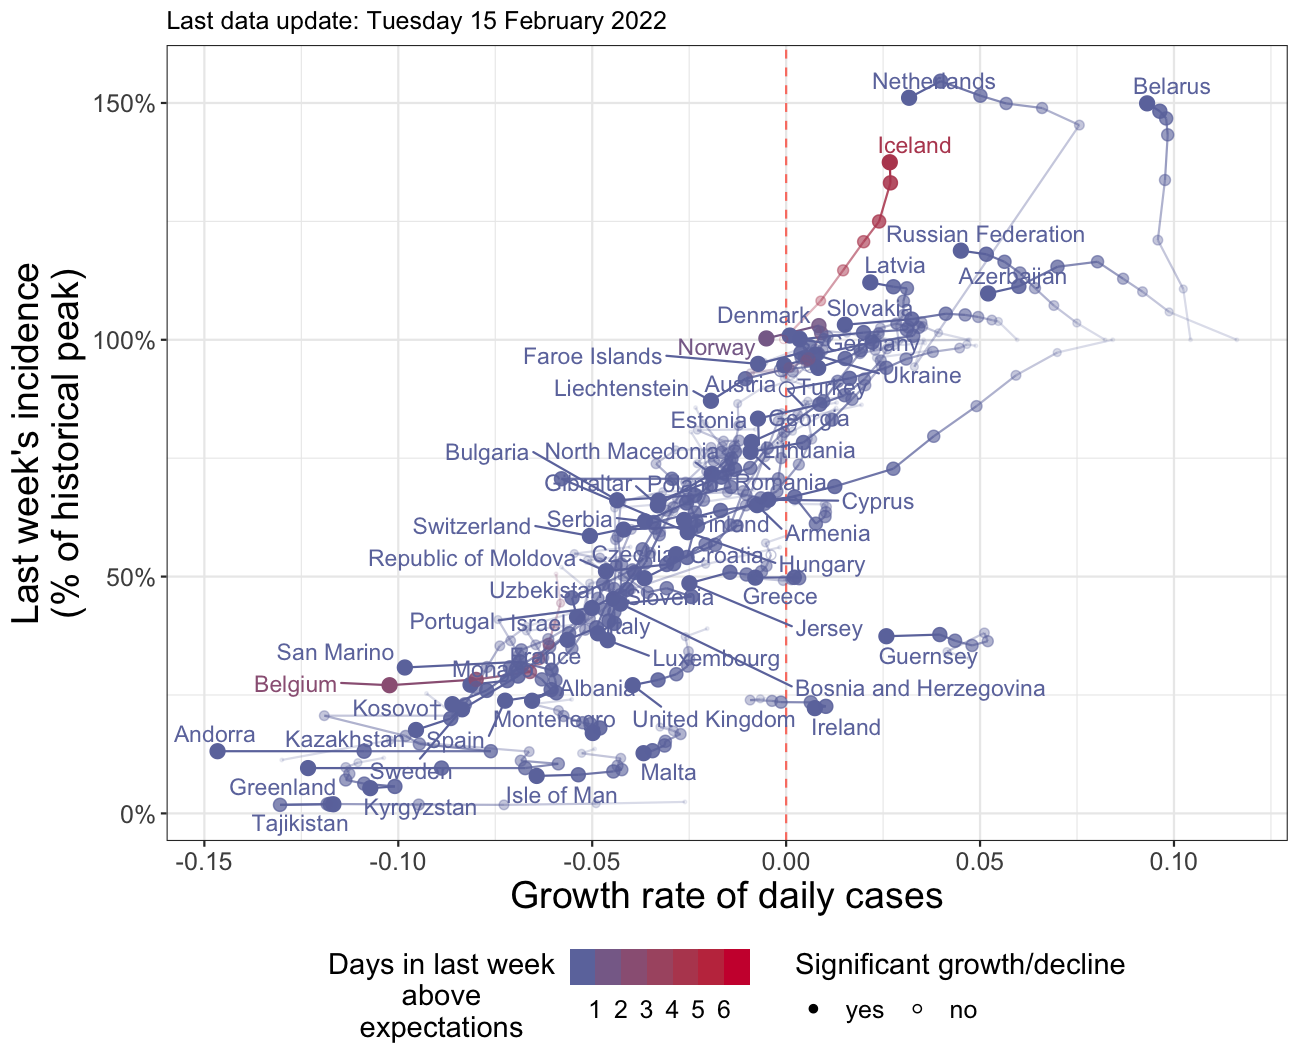 Last data update: Tuesday 15 February 2022
Last week's incidence
(% of historical peak)
150%
100%
50%
0%
Netherlands
Belarus
Iceland
Russian Federation
Latvia
Azerbaijan
Denmark
Slovakia
Norway
Germany
Faroe Islands
Ukraine
Liechtenstein
Austria
Turkey
Estonia
Georgia
Bulgaria
North Macedonia
Lithuania
Gibraltar
Poland
Romania
Cyprus
Switzerland
Serbia
Finland
Armenia
Republic of Moldova
Czechia
Croatia
Hungary
Uzbekistan
Slovenia
Greece
Portugal
Israel
Italy
Jersey
San Marino
France
Luxembourg
Guernsey
Belgium
Monaco
Albania
Bosnia and Herzegovina
Kosovo†
Montenegro
United Kingdom
Ireland
Andorra
Kazakhstan
Spain
Sweden
Malta
Greenland
Kyrgyzstan
Isle of Man
Tajikistan
-0.15
-0.10
-0.05
0.00
0.05
0.10
Growth rate of daily cases
Days in last week
above
expectations
1 2 3 4 5 6
Significant growth/decline
yes
no